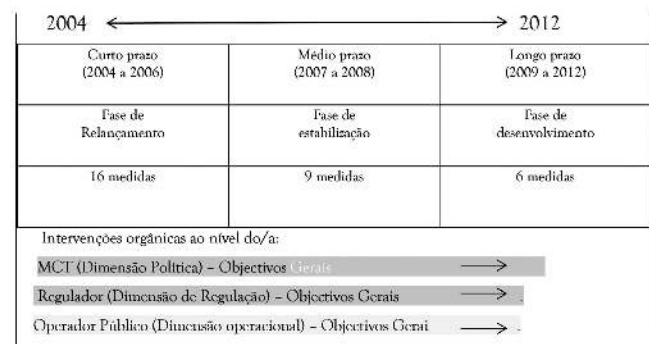 2004 2012
Curto prazo Médio prazo Longo prazo
(2004 a 2006) (2007 a 2008) (2009 a 2012)
Fase de Fase de Fase de
Relançamento estabilização desenvolvimento
16 medidas 9 medidas 6 medidas
Intervenções orgânicas ao nível do/a:
MCT (Dimensão Política) – Objectivos Gerais
Regulador (Dimensão de Regulação) – Objectivos Gerais .
Operador Público (Dimensão operacional) – Objectivos Gerai .